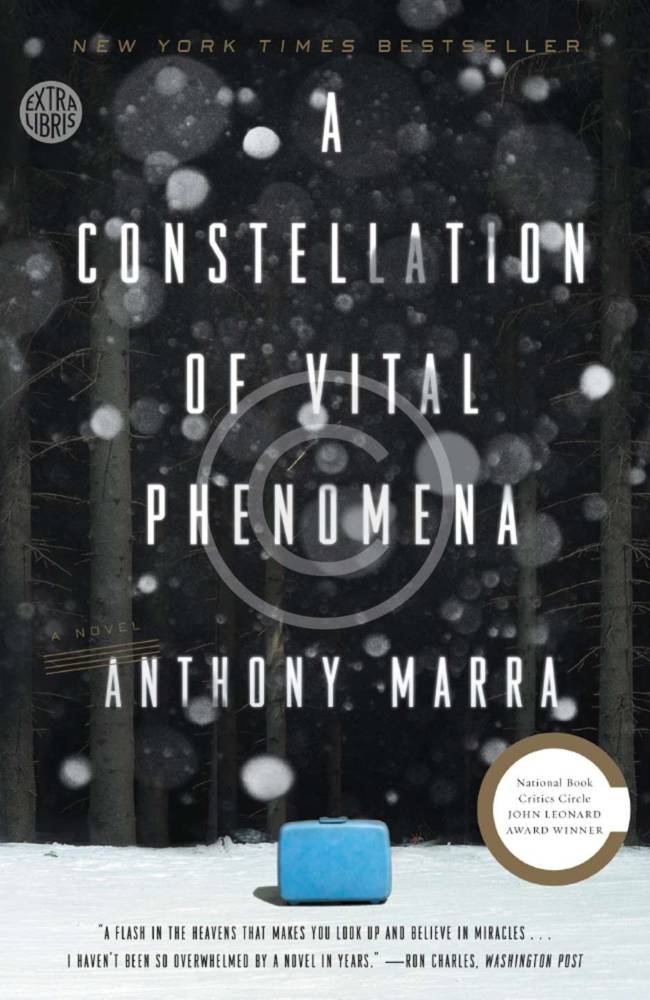 NEW YORK TIMES BESTSELLER
EXTRA
LIBRIS
A
CONSTELLATION
OF VITAL
PHENOMENA
©
A NOVEL
ANTHONY MARRA
National Book
Critics Circle
JOHN LEONARD
AWARD WINNER
"A FLASH IN THE HEAVENS THAT MAKES YOU LOOK UP AND BELIEVE IN MIRACLES . . .
I HAVEN'T BEEN SO OVERWHELMED BY A NOVEL IN YEARS." —RON CHARLES, WASHINGTON POST